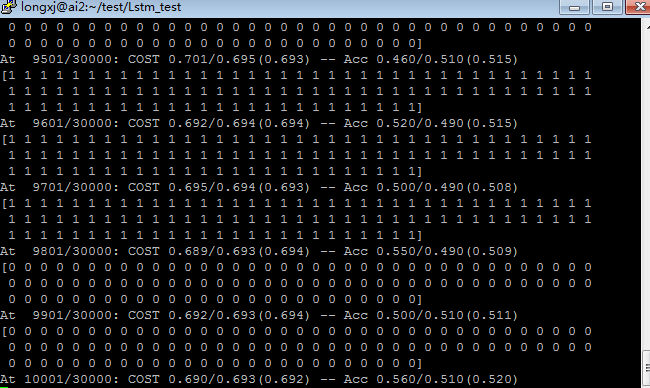 longxj@ai2:~/test/Lstm_test
0 0 0 0 0 0 0 0 0 0 0 0 0 0 0 0 0 0 0 0 0 0 0 0 0 0 0 0 0 0 0 0 0 0 0 0 0
0 0 0 0 0 0 0 0 0 0 0 0 0 0 0 0 0 0 0 0 0 0 0 0 0 0]
At  9501/30000: COST 0.701/0.695(0.693) -- Acc 0.460/0.510(0.515)
[1 1 1 1 1 1 1 1 1 1 1 1 1 1 1 1 1 1 1 1 1 1 1 1 1 1 1 1 1 1 1 1 1 1 1 1 1
1 1 1 1 1 1 1 1 1 1 1 1 1 1 1 1 1 1 1 1 1 1 1 1 1 1 1 1 1 1 1 1 1 1 1 1 1
1 1 1 1 1 1 1 1 1 1 1 1 1 1 1 1 1 1 1 1 1 1 1 1 1 1]
At  9601/30000: COST 0.692/0.694(0.694) -- Acc 0.520/0.490(0.515)
[1 1 1 1 1 1 1 1 1 1 1 1 1 1 1 1 1 1 1 1 1 1 1 1 1 1 1 1 1 1 1 1 1 1 1 1 1
1 1 1 1 1 1 1 1 1 1 1 1 1 1 1 1 1 1 1 1 1 1 1 1 1 1 1 1 1 1 1 1 1 1 1 1 1
1 1 1 1 1 1 1 1 1 1 1 1 1 1 1 1 1 1 1 1 1 1 1 1 1 1]
At  9701/30000: COST 0.695/0.694(0.693) -- Acc 0.500/0.490(0.508)
[1 1 1 1 1 1 1 1 1 1 1 1 1 1 1 1 1 1 1 1 1 1 1 1 1 1 1 1 1 1 1 1 1 1 1 1 1
1 1 1 1 1 1 1 1 1 1 1 1 1 1 1 1 1 1 1 1 1 1 1 1 1 1 1 1 1 1 1 1 1 1 1 1 1
1 1 1 1 1 1 1 1 1 1 1 1 1 1 1 1 1 1 1 1 1 1 1 1 1 1]
At  9801/30000: COST 0.689/0.693(0.694) -- Acc 0.550/0.490(0.509)
[0 0 0 0 0 0 0 0 0 0 0 0 0 0 0 0 0 0 0 0 0 0 0 0 0 0 0 0 0 0 0 0 0 0 0 0 0
0 0 0 0 0 0 0 0 0 0 0 0 0 0 0 0 0 0 0 0 0 0 0 0 0 0 0 0 0 0 0 0 0 0 0 0 0
0 0 0 0 0 0 0 0 0 0 0 0 0 0 0 0 0 0 0 0 0 0 0 0 0 0]
At  9901/30000: COST 0.692/0.693(0.694) -- Acc 0.500/0.510(0.511)
[0 0 0 0 0 0 0 0 0 0 0 0 0 0 0 0 0 0 0 0 0 0 0 0 0 0 0 0 0 0 0 0 0 0 0 0 0
0 0 0 0 0 0 0 0 0 0 0 0 0 0 0 0 0 0 0 0 0 0 0 0 0 0 0 0 0 0 0 0 0 0 0 0 0
0 0 0 0 0 0 0 0 0 0 0 0 0 0 0 0 0 0 0 0 0 0 0 0 0 0]
At 10001/30000: COST 0.690/0.693(0.692) -- Acc 0.560/0.510(0.520)